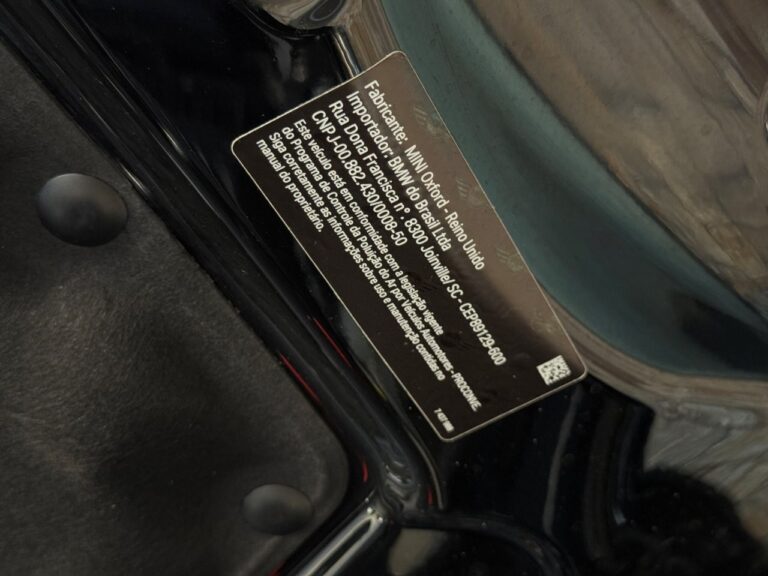 Fabricante: MINI Oxford - Reino Unido
Importador: BMW do Brasil Ltda
Rua Dona Francisca nº. 8300 Joinville/ SC - CEP89129-600
CNPJ-00.882.430/0008-50
Este veículo está em conformidade com a legislação vigente
do Programa de Controle da Poluição do Ar por Veículos Automotores - PROCONVE.
Siga corretamente as informações sobre uso e manutenção contidas no
manual do proprietário.